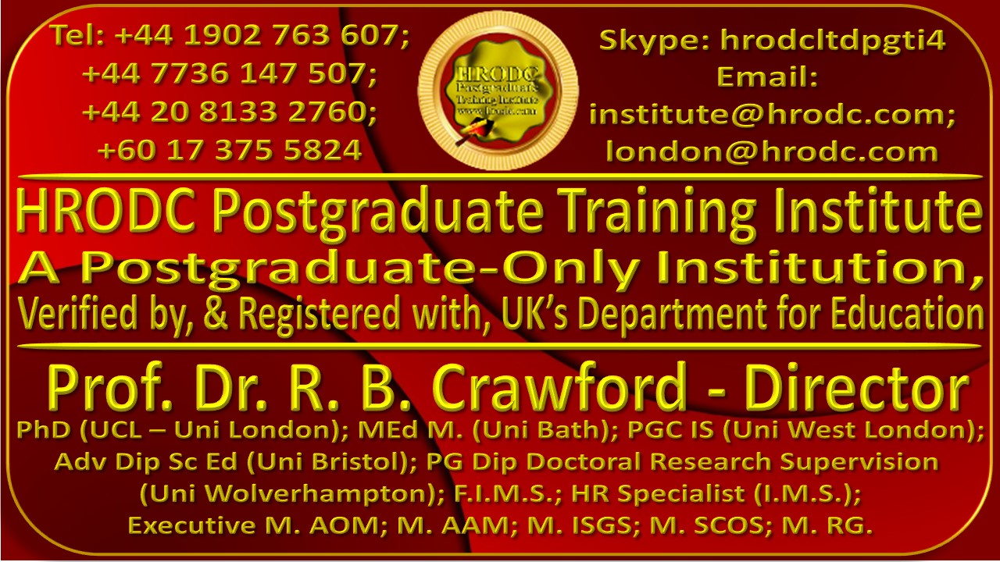 Tel: +44 1902 763 607;
+44 7736 147 507;
+44 20 8133 2760;
+60 17 375 5824
HRODC
Postgraduate
Training Institute
www.hrodc.com
Skype: hrodcltdpgti4
Email:
institute@hrodc.com;
london@hrodc.com
HRODC Postgraduate Training Institute
A Postgraduate-Only Institution,
Verified by, & Registered with, UK’s Department for Education
Prof. Dr. R. B. Crawford - Director
PhD (UCL – Uni London); MEd M. (Uni Bath); PGC IS (Uni West London);
Adv Dip Sc Ed (Uni Bristol); PG Dip Doctoral Research Supervision
(Uni Wolverhampton); F.I.M.S.; HR Specialist (I.M.S.);
Executive M. AOM; M. AAM; M. ISGS; M. SCOS; M. RG.